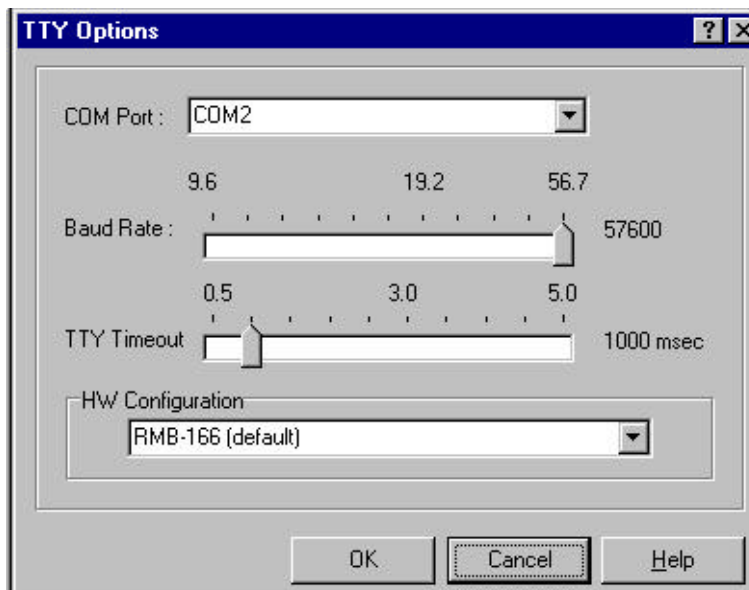 TTY Options
COM Port :
COM2
9.6 19.2 56.7
Baud Rate :
57600
0.5 3.0 5.0
TTY Timeout
1000 msec
HW Configuration
RMB-166 (default)
OK Cancel Help